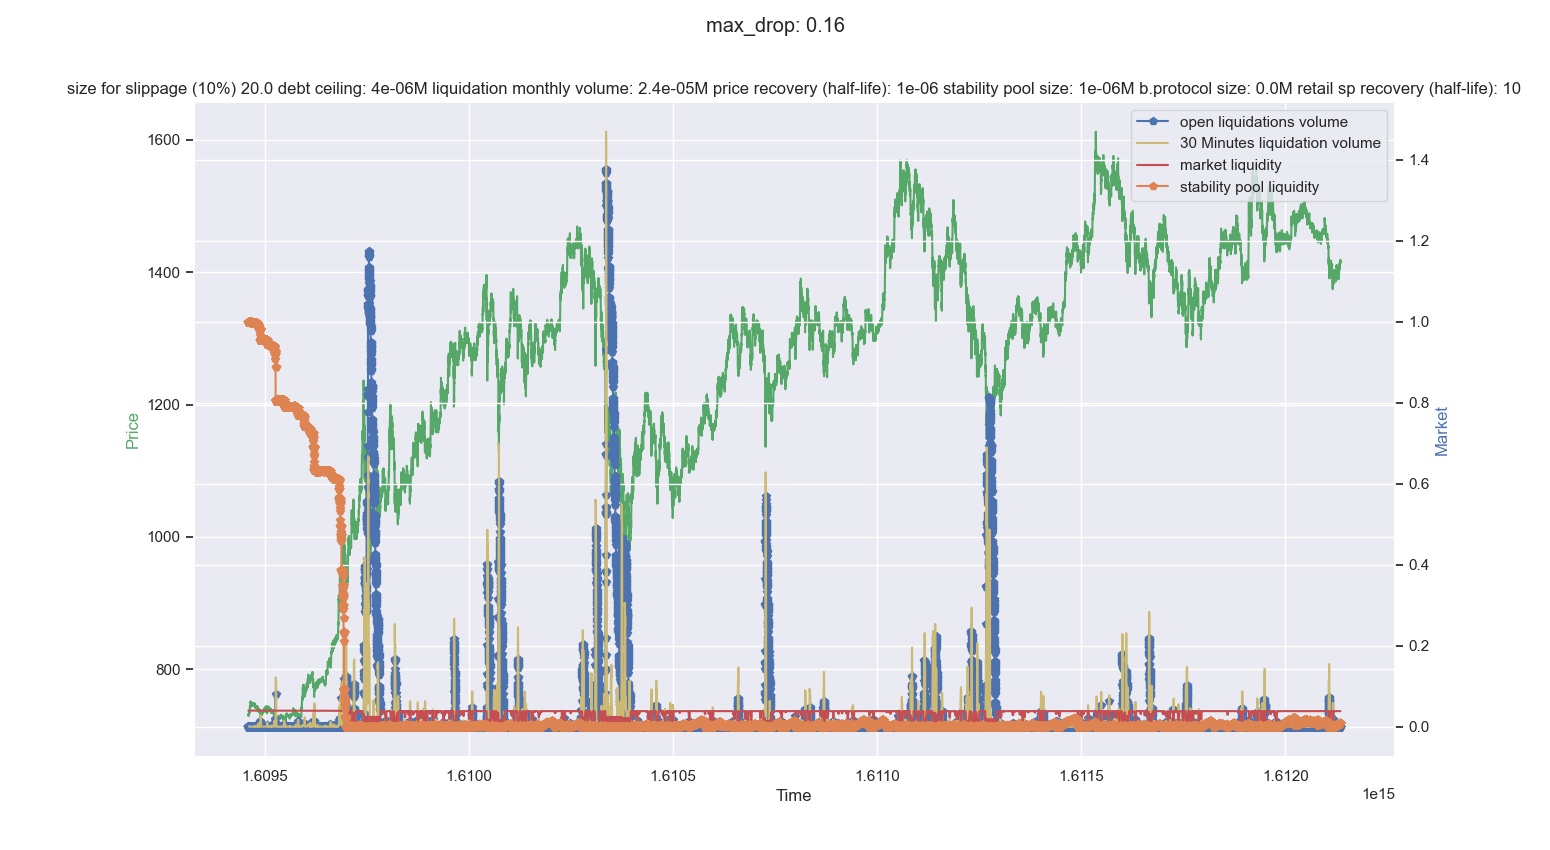 max_drop: 0.16
size for slippage (10%) 20.0 debt ceiling: 4e-06M liquidation monthly volume: 2.4e-05M price recovery (half-life): 1e-06 stability pool size: 1e-06M b.protocol size: 0.0M retail sp recovery (half-life): 10
open liquidations volume
30 Minutes liquidation volume
market liquidity
stability pool liquidity
1600
1400
1200
1000
800
Price
1.4
1.2
1.0
0.8
0.6
0.4
0.2
0.0
Market
1.6095
1.6100
1.6105
1.6110
1.6115
1.6120
Time
1e15